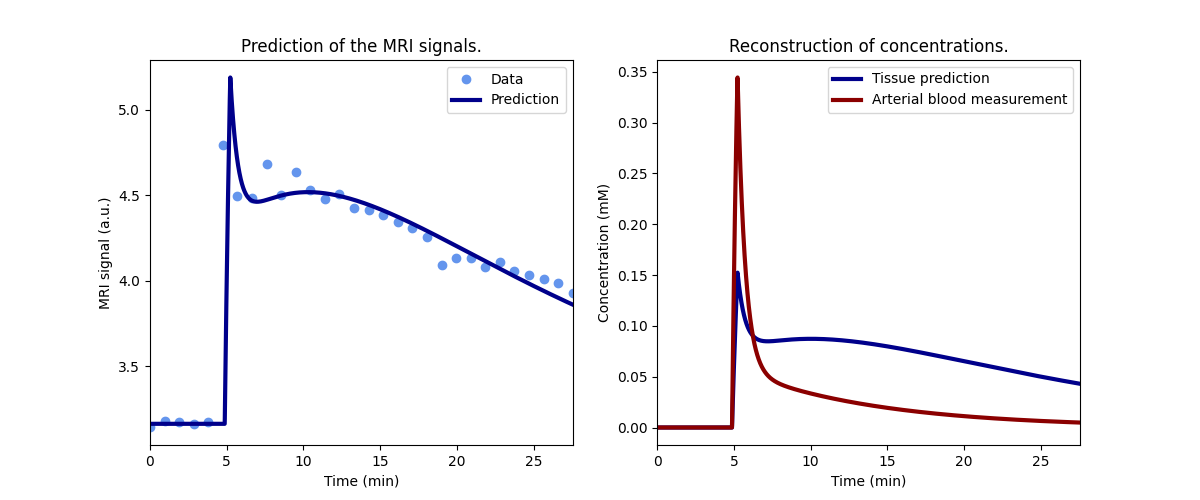 Prediction of the MRI signals.
Data
Prediction
5.0
4.5
4.0
3.5
MRI signal (a.u.)
0
5
10
15
20
25
Time (min)
Reconstruction of concentrations.
Tissue prediction
Arterial blood measurement
0.35
0.30
0.25
0.20
0.15
0.10
0.05
0.00
Concentration (mM)
0
5
10
15
20
25
Time (min)